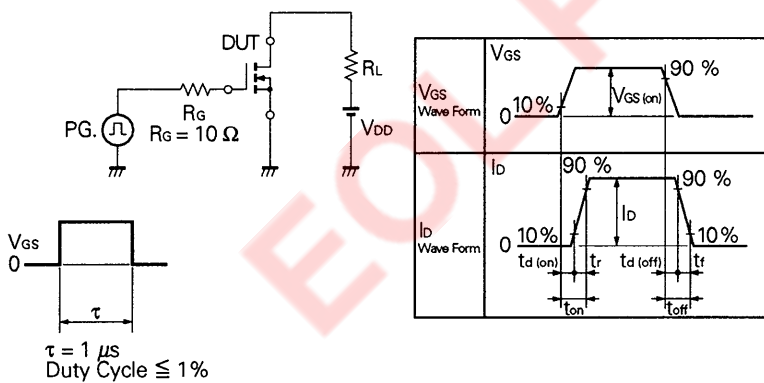 DUT
RL
RG
RG = 10 Ω
PG.
VDD
VGS
0
τ
τ = 1 μs
Duty Cycle ≦ 1%
VGS
Wave Form
VGS
10%
0
VGS (on)
90 %
ID
Wave Form
ID
90 %
90 %
ID
0
10%
10%
td (on)
tr
td (off)
tf
ton
toff
EOL P